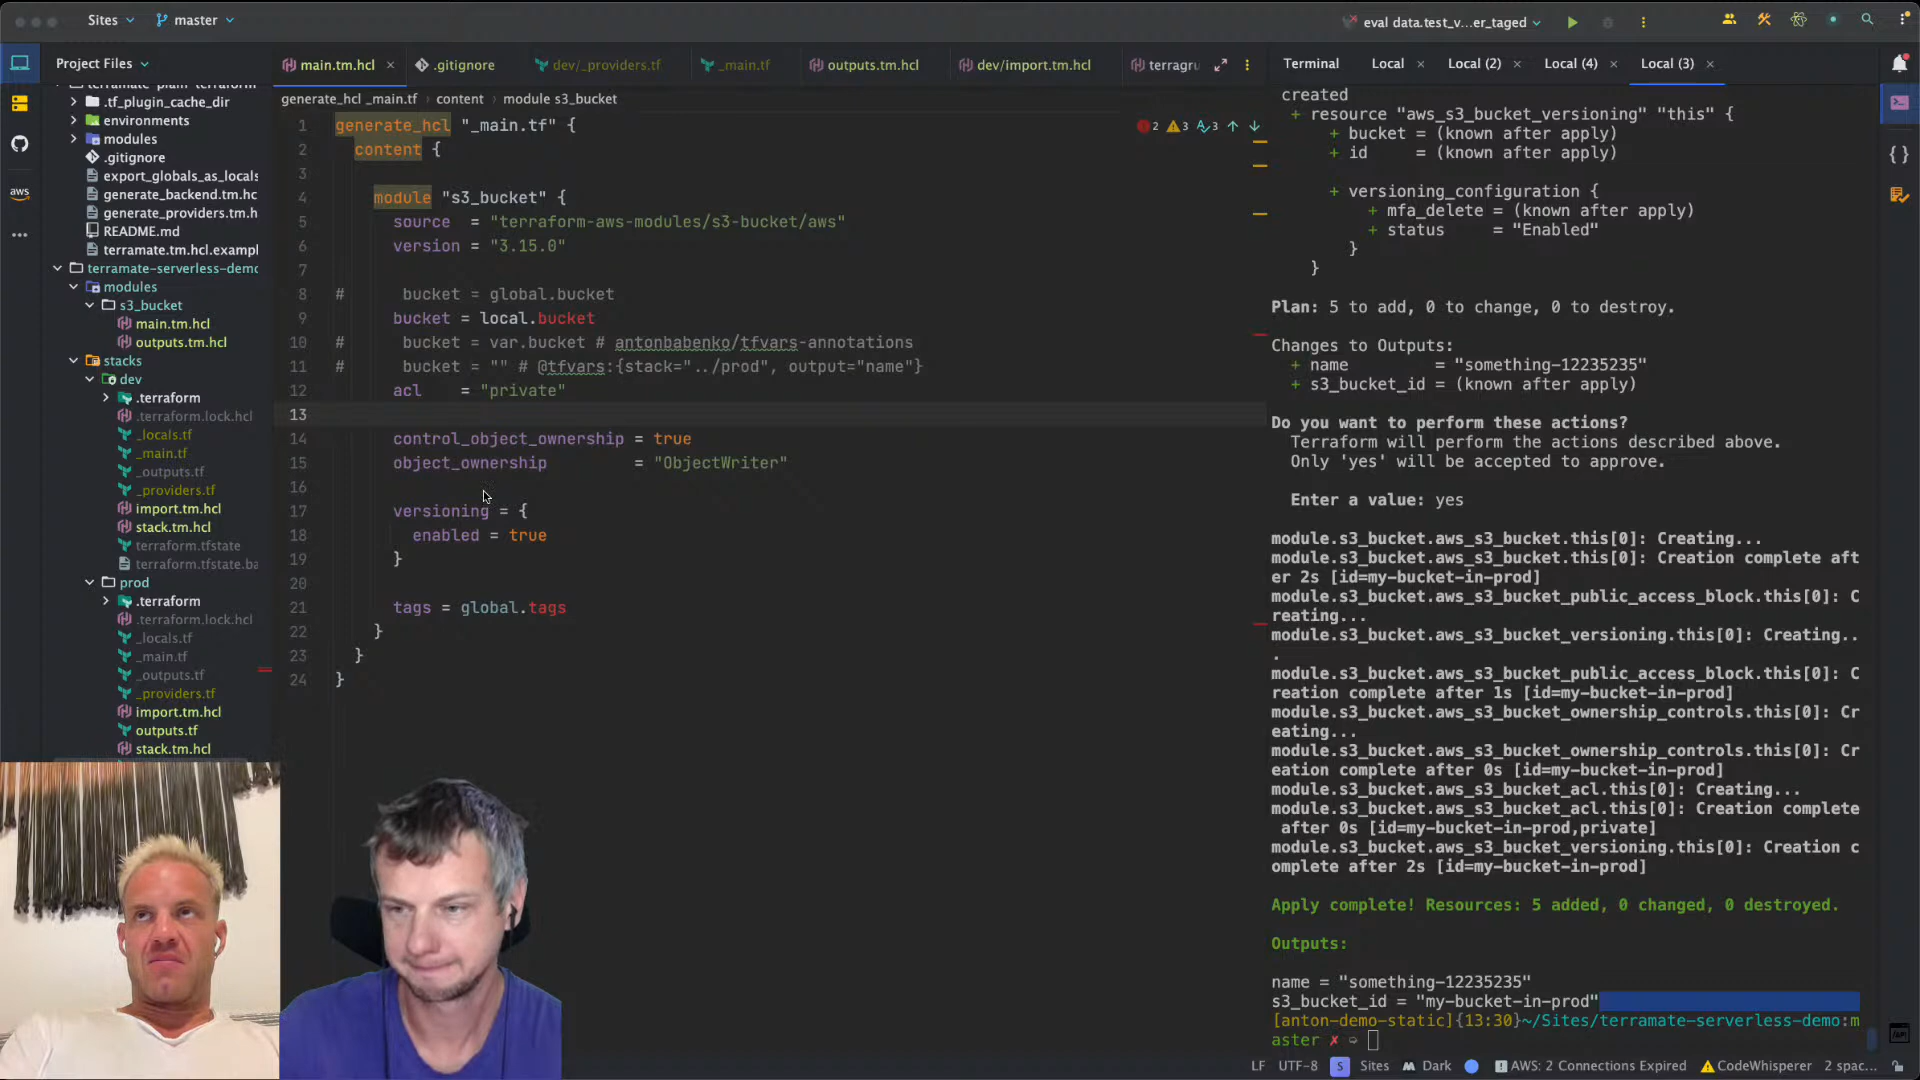 Sites
master
eval data.test_v...er_taged
Project Files
main.tm.hcl
.gitignore
dev/_providers.tf
_main.tf
outputs.tm.hcl
dev/import.tm.hcl
terragru
Terminal
Local
Local (2)
Local (4)
Local (3)
generate_hcl _main.tf
content
module s3_bucket
.tf_plugin_cache_dir
environments
modules
.gitignore
export_globals_as_locals
generate_backend.tm.hc
generate_providers.tm.h
README.md
terramate.tm.hcl.exampl
terramate-serverless-demo
modules
s3_bucket
main.tm.hcl
outputs.tm.hcl
stacks
dev
.terraform
.terraform.lock.hcl
_locals.tf
_main.tf
_outputs.tf
_providers.tf
import.tm.hcl
stack.tm.hcl
terraform.tfstate
terraform.tfstate.ba
prod
.terraform
.terraform.lock.hcl
_locals.tf
_main.tf
_outputs.tf
_providers.tf
import.tm.hcl
outputs.tf
stack.tm.hcl
2 3 3
1 generate_hcl "_main.tf" {
2 content {
3
4 module "s3_bucket" {
5 source = "terraform-aws-modules/s3-bucket/aws"
6 version = "3.15.0"
7
8 # bucket = global.bucket
9 bucket = local.bucket
10 # bucket = var.bucket # antonbabenko/tfvars-annotations
11 # bucket = "" # @tfvars:{stack="../prod", output="name"}
12 acl = "private"
13
14 control_object_ownership = true
15 object_ownership = "ObjectWriter"
16
17 versioning = {
18 enabled = true
19 }
20
21 tags = global.tags
22 }
23 }
24 }
created
+ resource "aws_s3_bucket_versioning" "this" {
+ bucket = (known after apply)
+ id = (known after apply)
+ versioning_configuration {
+ mfa_delete = (known after apply)
+ status = "Enabled"
}
}
Plan: 5 to add, 0 to change, 0 to destroy.
Changes to Outputs:
+ name = "something-12235235"
+ s3_bucket_id = (known after apply)
Do you want to perform these actions?
Terraform will perform the actions described above.
Only 'yes' will be accepted to approve.
Enter a value: yes
module.s3_bucket.aws_s3_bucket.this[0]: Creating...
module.s3_bucket.aws_s3_bucket.this[0]: Creation complete aft
er 2s [id=my-bucket-in-prod]
module.s3_bucket.aws_s3_bucket_public_access_block.this[0]: C
reating...
module.s3_bucket.aws_s3_bucket_versioning.this[0]: Creating..
.
module.s3_bucket.aws_s3_bucket_public_access_block.this[0]: C
reation complete after 1s [id=my-bucket-in-prod]
module.s3_bucket.aws_s3_bucket_ownership_controls.this[0]: Cr
eating...
module.s3_bucket.aws_s3_bucket_ownership_controls.this[0]: Cr
eation complete after 0s [id=my-bucket-in-prod]
module.s3_bucket.aws_s3_bucket_acl.this[0]: Creating...
module.s3_bucket.aws_s3_bucket_acl.this[0]: Creation complete
after 0s [id=my-bucket-in-prod,private]
module.s3_bucket.aws_s3_bucket_versioning.this[0]: Creation c
omplete after 2s [id=my-bucket-in-prod]
Apply complete! Resources: 5 added, 0 changed, 0 destroyed.
Outputs:
name = "something-12235235"
s3_bucket_id = "my-bucket-in-prod"
[anton-demo-static]{13:30}~/Sites/terramate-serverless-demo:m
aster ✗ ➭
aws
LF UTF-8 S Sites Dark AWS: 2 Connections Expired CodeWhisperer 2 spac...